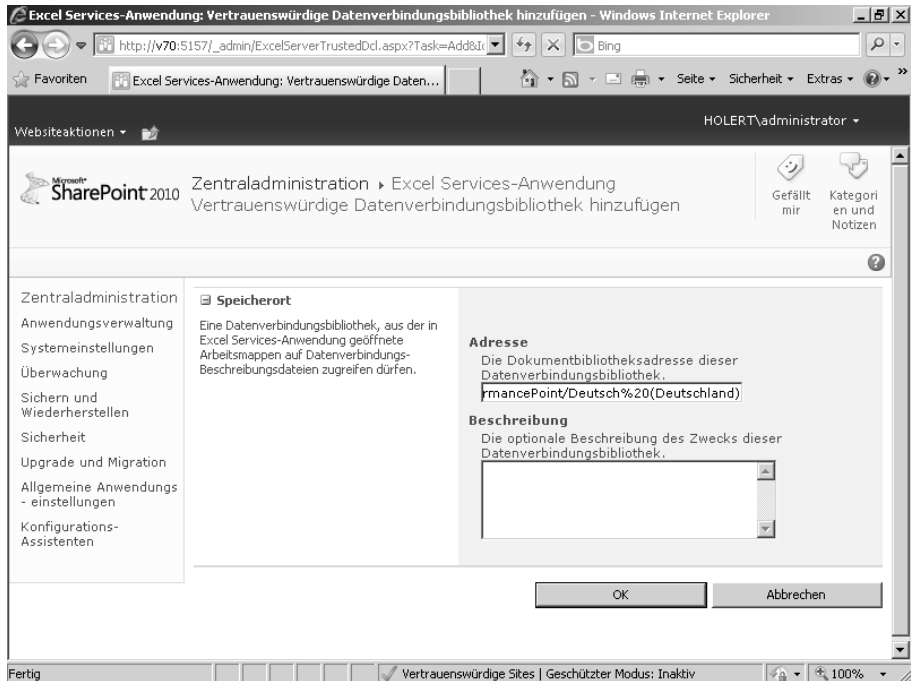 Excel Services-Anwendung: Vertrauenswürdige Datenverbindungsbibliothek hinzufügen - Windows Internet Explorer
http://v70:5157/_admin/ExcelServerTrustedDcl.aspx?Task=Add&Id
Bing
Favoriten
Excel Services-Anwendung: Vertrauenswürdige Daten...
Seite
Sicherheit
Extras
Websiteaktionen
HOLERT\administrator
Microsoft
SharePoint 2010
Zentraladministration
Excel Services-Anwendung
Vertrauenswürdige Datenverbindungsbibliothek hinzufügen
Gefällt
mir
Kategori
en und
Notizen
Zentraladministration
Anwendungsverwaltung
Systemeinstellungen
Überwachung
Sichern und
Wiederherstellen
Sicherheit
Upgrade und Migration
Allgemeine Anwendungs
- einstellungen
Konfigurations-
Assistenten
Speicherort
Eine Datenverbindungsbibliothek, aus der in
Excel Services-Anwendung geöffnete
Arbeitsmappen auf Datenverbindungs-
Beschreibungsdateien zugreifen dürfen.
Adresse
Die Dokumentbibliotheksadresse dieser
Datenverbindungsbibliothek.
rmancePoint/Deutsch%20(Deutschland)
Beschreibung
Die optionale Beschreibung des Zwecks dieser
Datenverbindungsbibliothek.
OK
Abbrechen
Fertig
Vertrauenswürdige Sites | Geschützter Modus: Inaktiv
100%